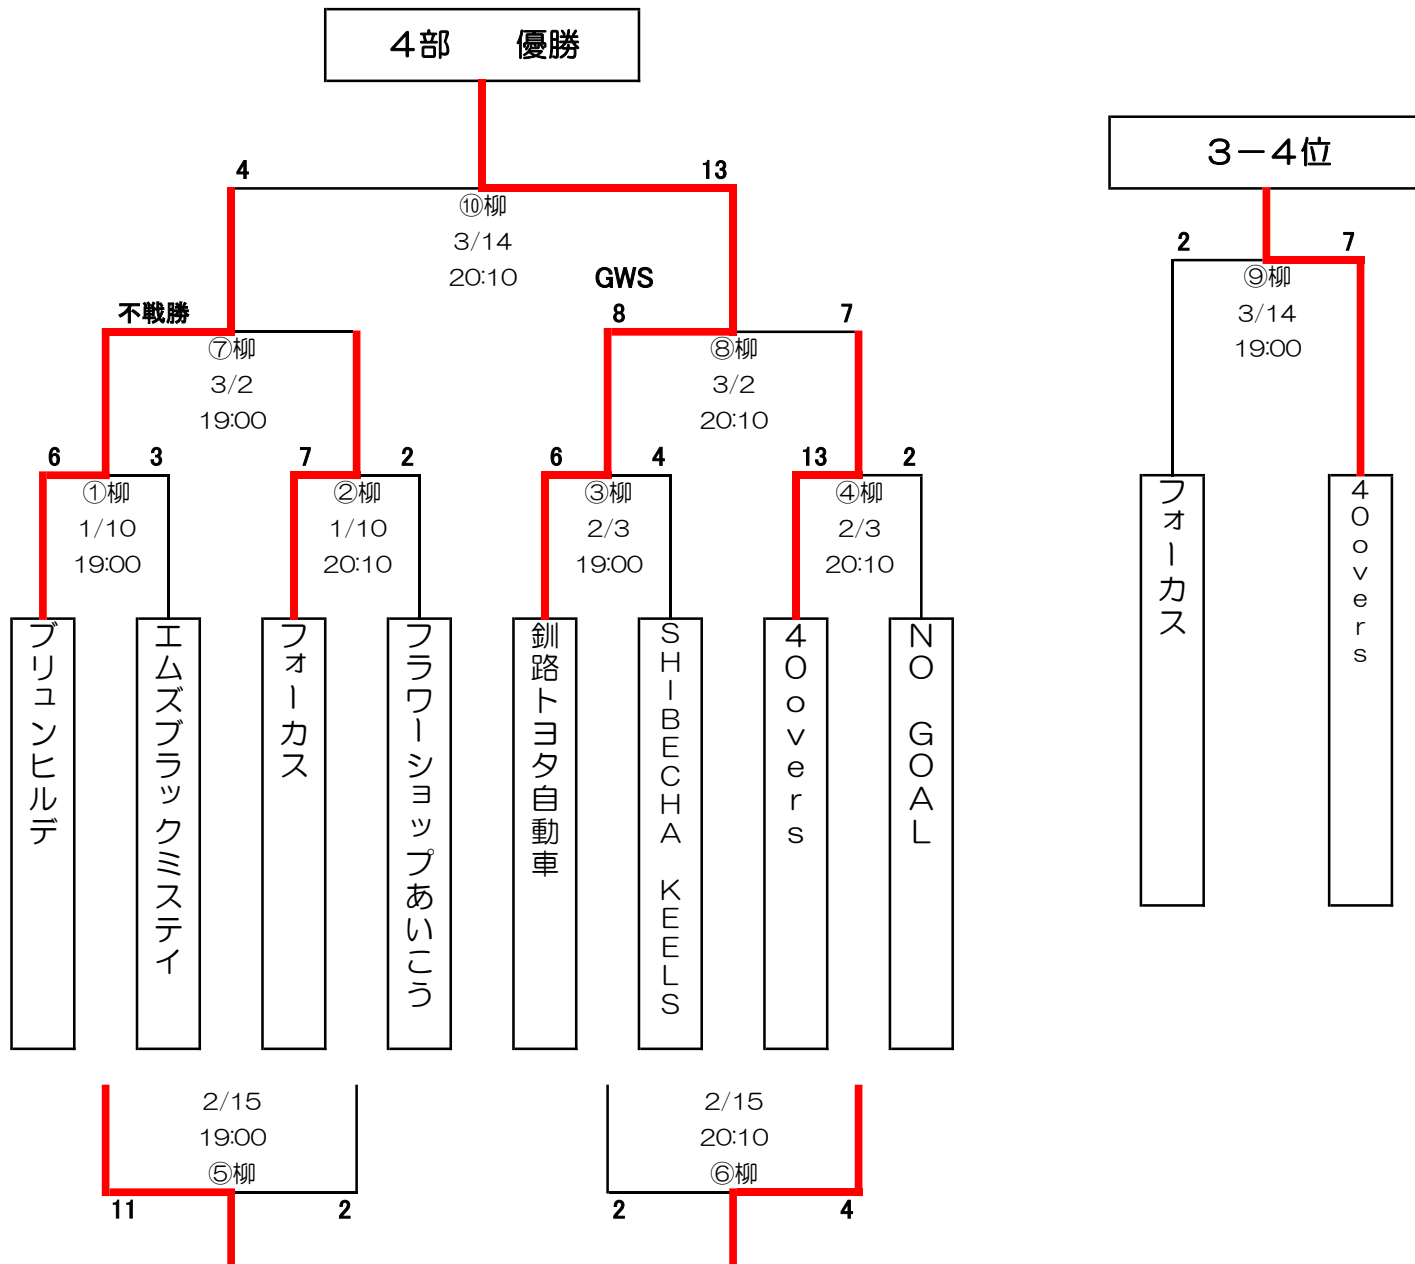 ４部　優勝
3－4位
4
13
⑩柳
3/14
20:10
2
7
⑨柳
3/14
19:00
GWS
不戦勝
8
7
⑦柳
3/2
19:00
⑧柳
3/2
20:10
6
3
7
2
6
4
13
2
①柳
1/10
19:00
②柳
1/10
20:10
③柳
2/3
19:00
④柳
2/3
20:10
フォーカス
40overs
ブリュンヒルデ
エムズブラックミスティ
フォーカス
フラワーショップあいこう
釧路トヨタ自動車
SHIBECHA KEELS
40overs
NO GOAL
2/15
19:00
⑤柳
2/15
20:10
⑥柳
11
2
2
4